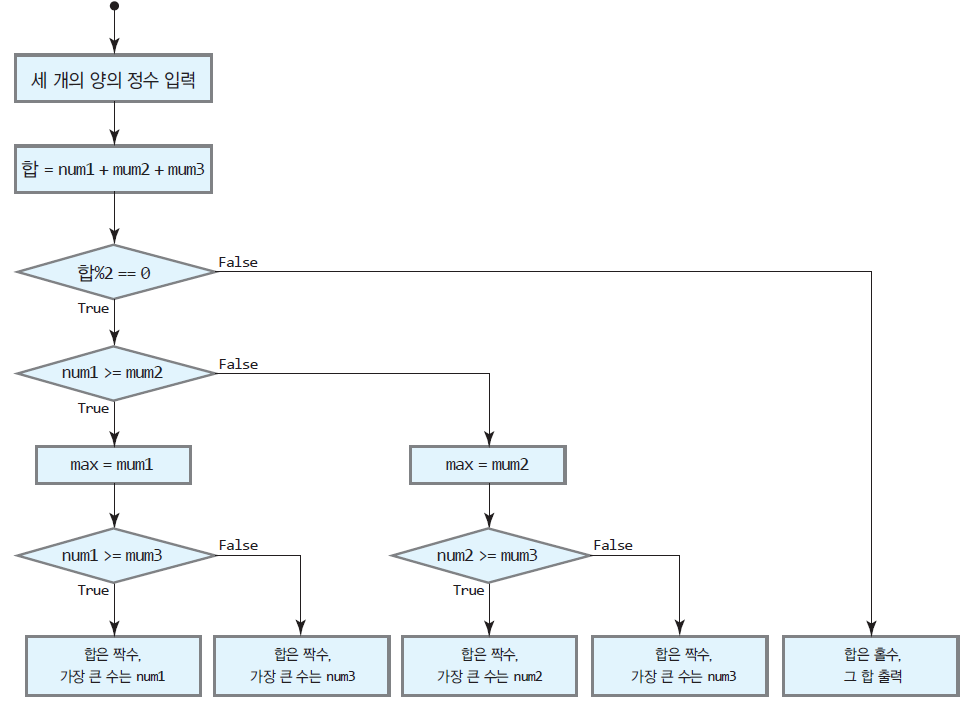 세 개의 양의 정수 입력
합 = num1 + mum2 + mum3
합%2 == 0
False
True
num1 >= mum2
False
True
max = mum1
max = mum2
num1 >= mum3
False
True
num2 >= mum3
False
True
합은 짝수,
가장 큰 수는 num1
합은 짝수,
가장 큰 수는 num3
합은 짝수,
가장 큰 수는 num2
합은 짝수,
가장 큰 수는 num3
합은 홀수,
그 합 출력